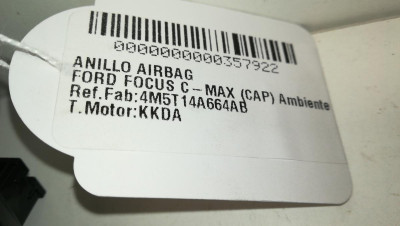 0000000000357922
ANILLO AIRBAG
FORD FOCUS C-MAX (CAP) Ambiente
Ref.Fab:4M5T14A664AB
T.Motor:KKDA